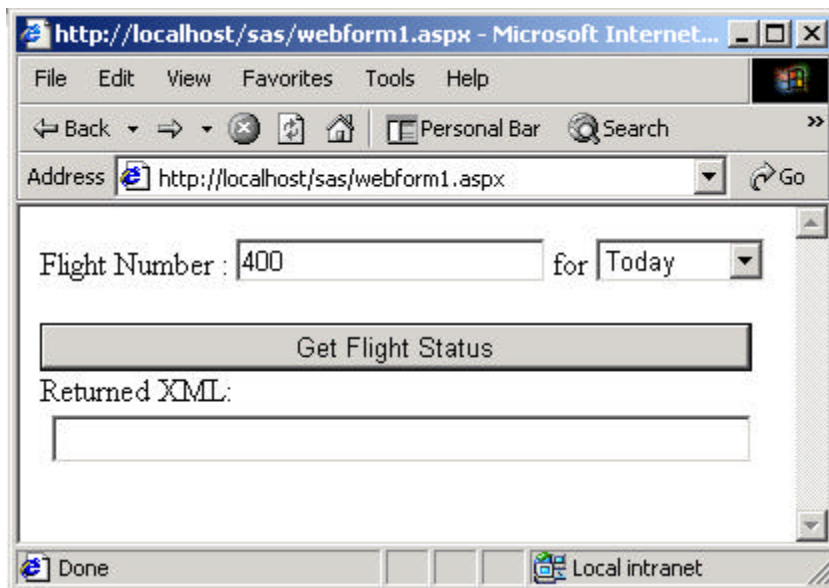 http://localhost/sas/webform1.aspx - Microsoft Internet...
File Edit View Favorites Tools Help
Back Personal Bar Search »
Address http://localhost/sas/webform1.aspx Go
Flight Number : 400 for Today
Get Flight Status
Returned XML:
Done Local intranet